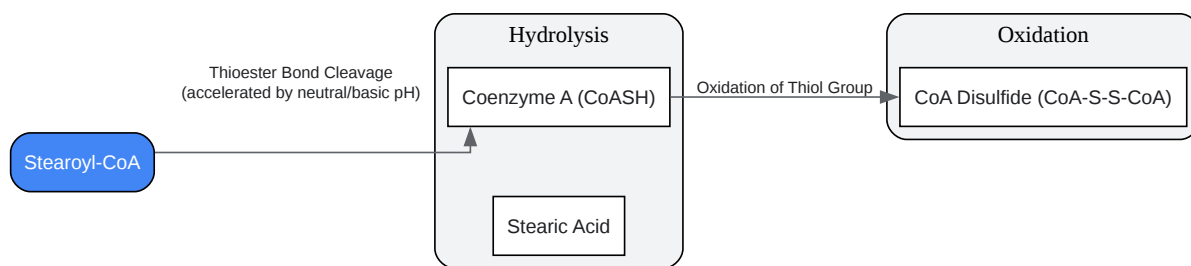 Hydrolysis
Oxidation
Thioester Bond Cleavage
(accelerated by neutral/basic pH)
Coenzyme A (CoASH)
Oxidation of Thiol Group
CoA Disulfide (CoA-S-S-CoA)
Stearoyl-CoA
Stearic Acid